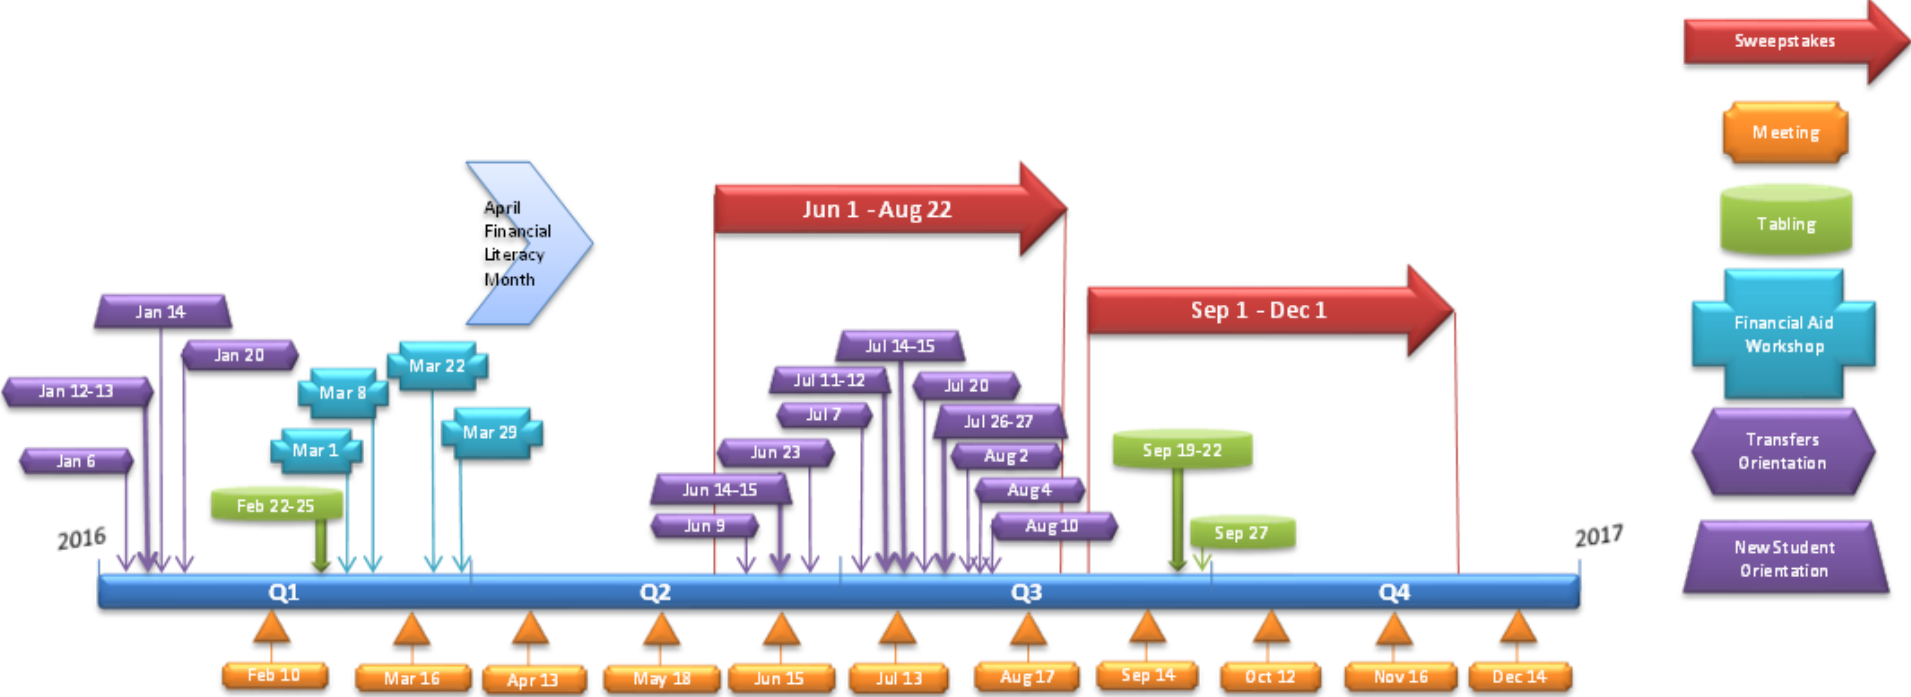 Sweepstakes
Meeting
Tabling
Financial Aid
Workshop
Transfers
Orientation
New Student
Orientation
April
Financial
Literacy
Month
Jun 1 - Aug 22
Sep 1 - Dec 1
Jan 14
Jan 20
Jan 12-13
Jan 6
Mar 22
Mar 8
Mar 29
Mar 1
Feb 22-25
Jul 14-15
Jul 11-12
Jul 20
Jul 7
Jul 26-27
Jun 23
Aug 2
Jun 14-15
Aug 4
Jun 9
Aug 10
Sep 19-22
Sep 27
2016
2017
Q1
Q2
Q3
Q4
Feb 10
Mar 16
Apr 13
May 18
Jun 15
Jul 13
Aug 17
Sep 14
Oct 12
Nov 16
Dec 14